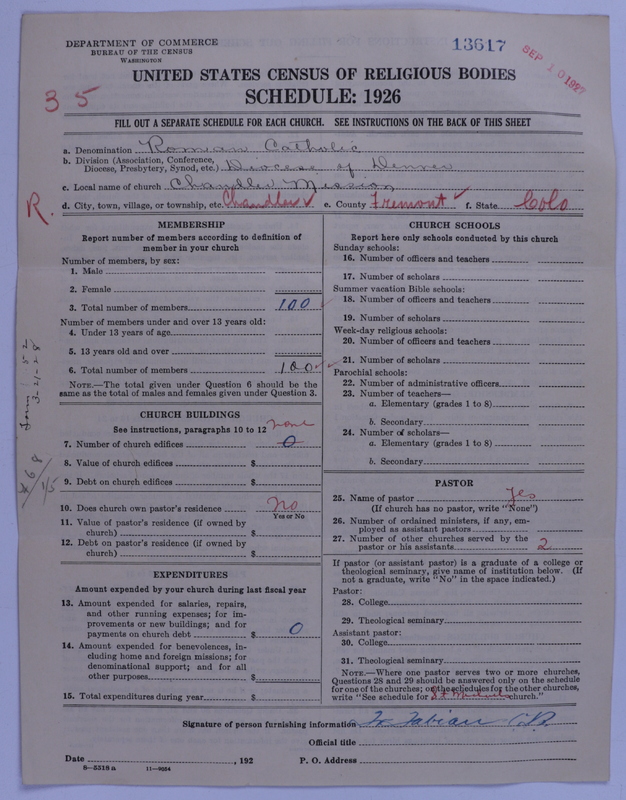 DEPARTMENT OF COMMERCE
BUREAU OF THE CENSUS
WASHINGTON
13617
SEP 10 192
UNITED STATES CENSUS OF RELIGIOUS BODIES
SCHEDULE: 1926
35
FILL OUT A SEPARATE SCHEDULE FOR EACH CHURCH. SEE INSTRUCTIONS ON THE BACK OF THIS SHEET
a. Denomination Roman Catholic
b. Division (Association, Conference,
Diocese, Presbytery, Synod, etc.) Diocese of Denver
c. Local name of church Chandler Mission
R. d. City, town, village, or township, etc. Chandler ✓ e. County Fremont ✓ f. State Colo
MEMBERSHIP
Report number of members according to definition of
member in your church
Number of members, by sex:
1. Male
2. Female
3. Total number of members 100
Number of members under and over 13 years old:
4. Under 13 years of age
5. 13 years old and over
6. Total number of members 100
NOTE.—The total given under Question 6 should be the
same as the total of males and females given under Question 3.
CHURCH BUILDINGS
See instructions, paragraphs 10 to 12 none
7. Number of church edifices 0
8. Value of church edifices $
9. Debt on church edifices $
10. Does church own pastor's residence No
Yes or No
11. Value of pastor's residence (if owned by
church) $
12. Debt on pastor's residence (if owned by
church) $
EXPENDITURES
Amount expended by your church during last fiscal year
13. Amount expended for salaries, repairs,
and other running expenses; for im-
provements or new buildings; and for
payments on church debt $ 0
14. Amount expended for benevolences, in-
cluding home and foreign missions; for
denominational support; and for all
other purposes $
15. Total expenditures during year $
CHURCH SCHOOLS
Report here only schools conducted by this church
Sunday schools:
16. Number of officers and teachers
17. Number of scholars
Summer vacation Bible schools:
18. Number of officers and teachers
19. Number of scholars
Week-day religious schools:
20. Number of officers and teachers
21. Number of scholars
Parochial schools:
22. Number of administrative officers
23. Number of teachers—
a. Elementary (grades 1 to 8)
b. Secondary
24. Number of scholars—
a. Elementary (grades 1 to 8)
b. Secondary
PASTOR
25. Name of pastor Yes
(If church has no pastor, write "None")
26. Number of ordained ministers, if any, em-
ployed as assistant pastors
27. Number of other churches served by the
pastor or his assistants 2
If pastor (or assistant pastor) is a graduate of a college or
theological seminary, give name of institution below. (If
not a graduate, write "No" in the space indicated.)
Pastor:
28. College
29. Theological seminary
Assistant pastor:
30. College
31. Theological seminary
NOTE.—Where one pastor serves two or more churches,
Questions 28 and 29 should be answered only on the schedule
for one of the churches; on the schedules for the other churches,
write "See schedule for church."
Signature of person furnishing information Fr. Fabian
Official title
Date , 192 P. O. Address
8—5518 a 11—9564